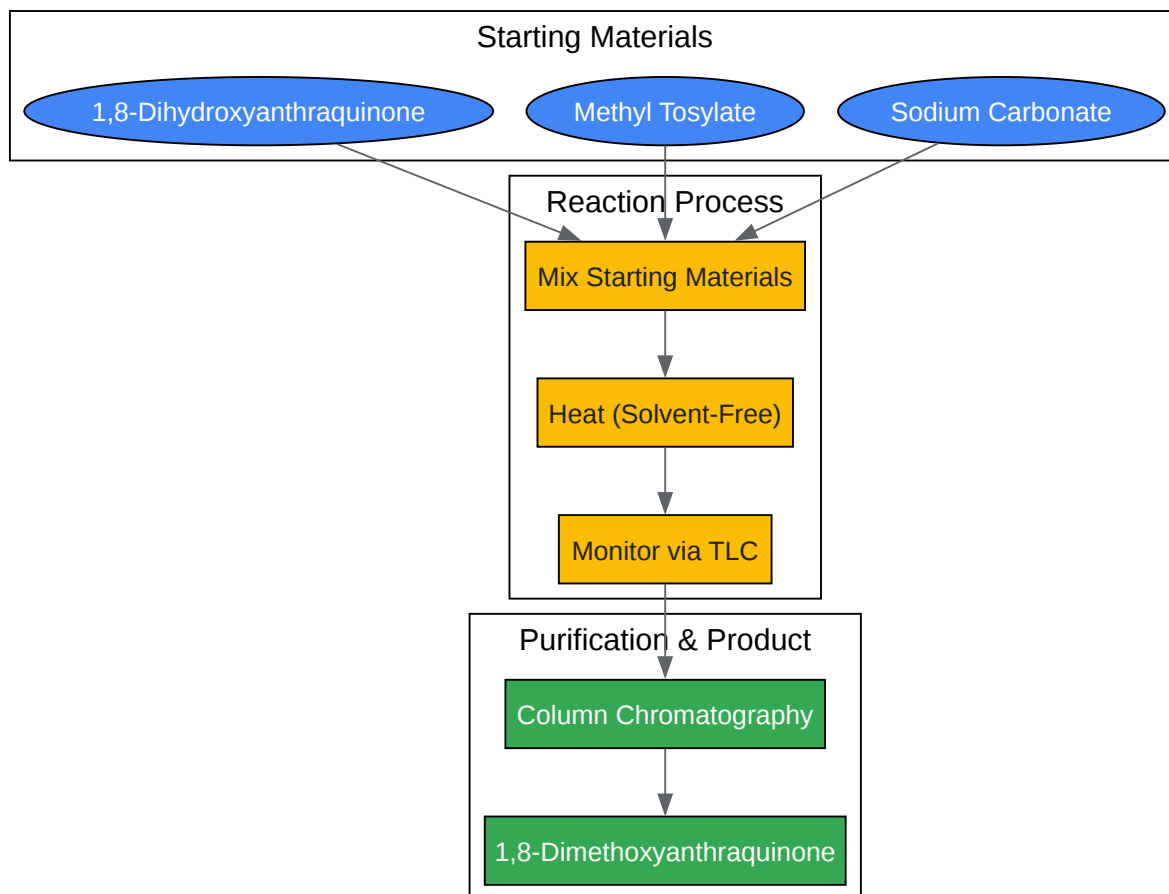 Starting Materials
1,8-Dihydroxyanthraquinone
Methyl Tosylate
Sodium Carbonate
Reaction Process
Mix Starting Materials
Heat (Solvent-Free)
Monitor via TLC
Purification & Product
Column Chromatography
1,8-Dimethoxyanthraquinone